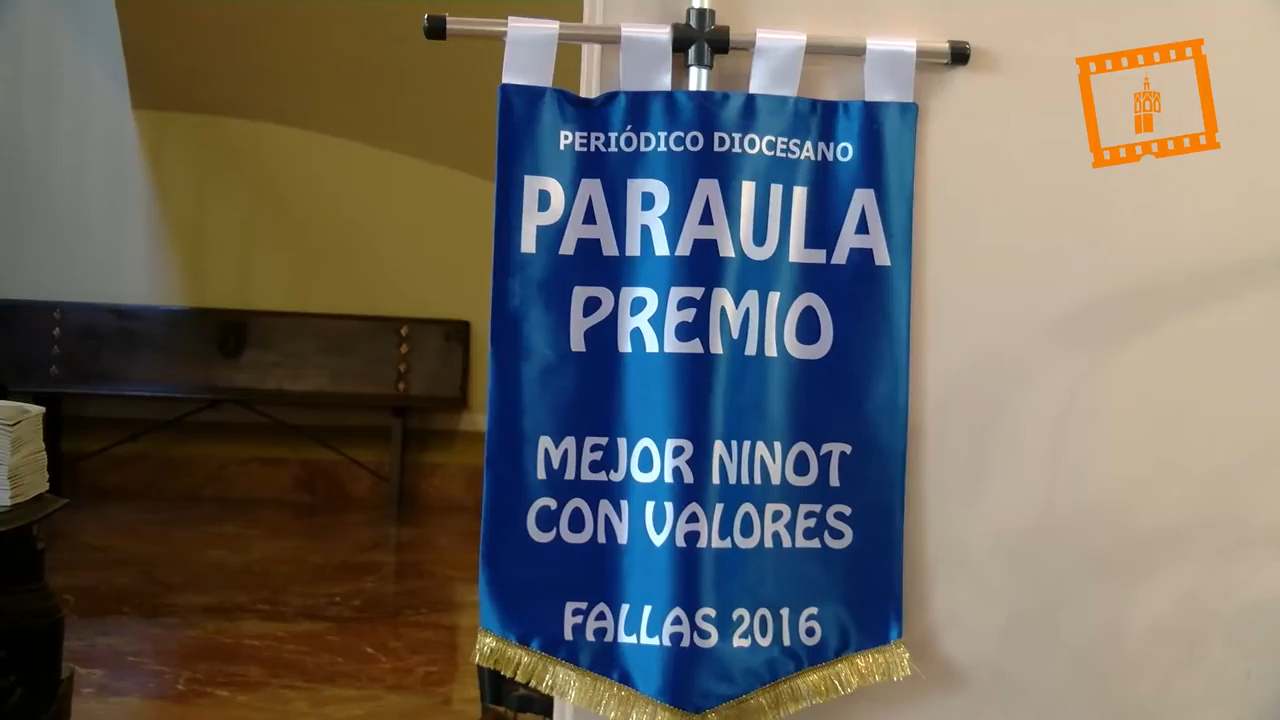 PERIÓDICO DIOCESANO
PARAULA
PREMIO
MEJOR NINOT
CON VALORES
FALLAS 2016